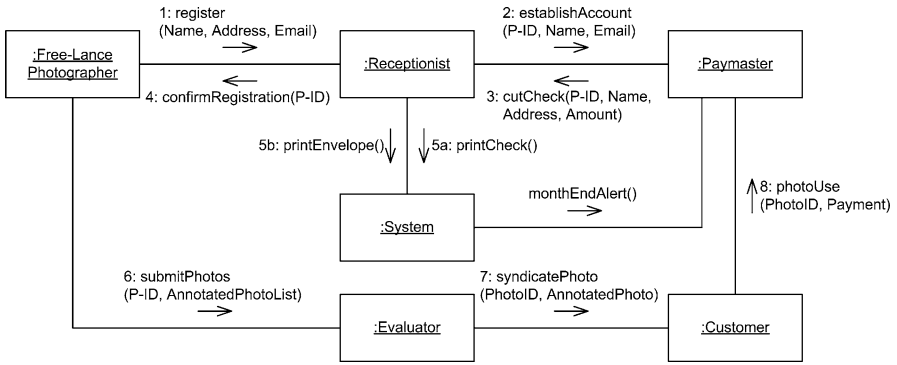 1: register
(Name, Address, Email)
2: establishAccount
(P-ID, Name, Email)
:Free-Lance
Photographer
:Receptionist
:Paymaster
4: confirmRegistration(P-ID)
3: cutCheck(P-ID, Name,
Address, Amount)
5b: printEnvelope()
5a: printCheck()
monthEndAlert()
8: photoUse
(PhotoID, Payment)
:System
6: submitPhotos
(P-ID, AnnotatedPhotoList)
7: syndicatePhoto
(PhotoID, AnnotatedPhoto)
:Evaluator
:Customer